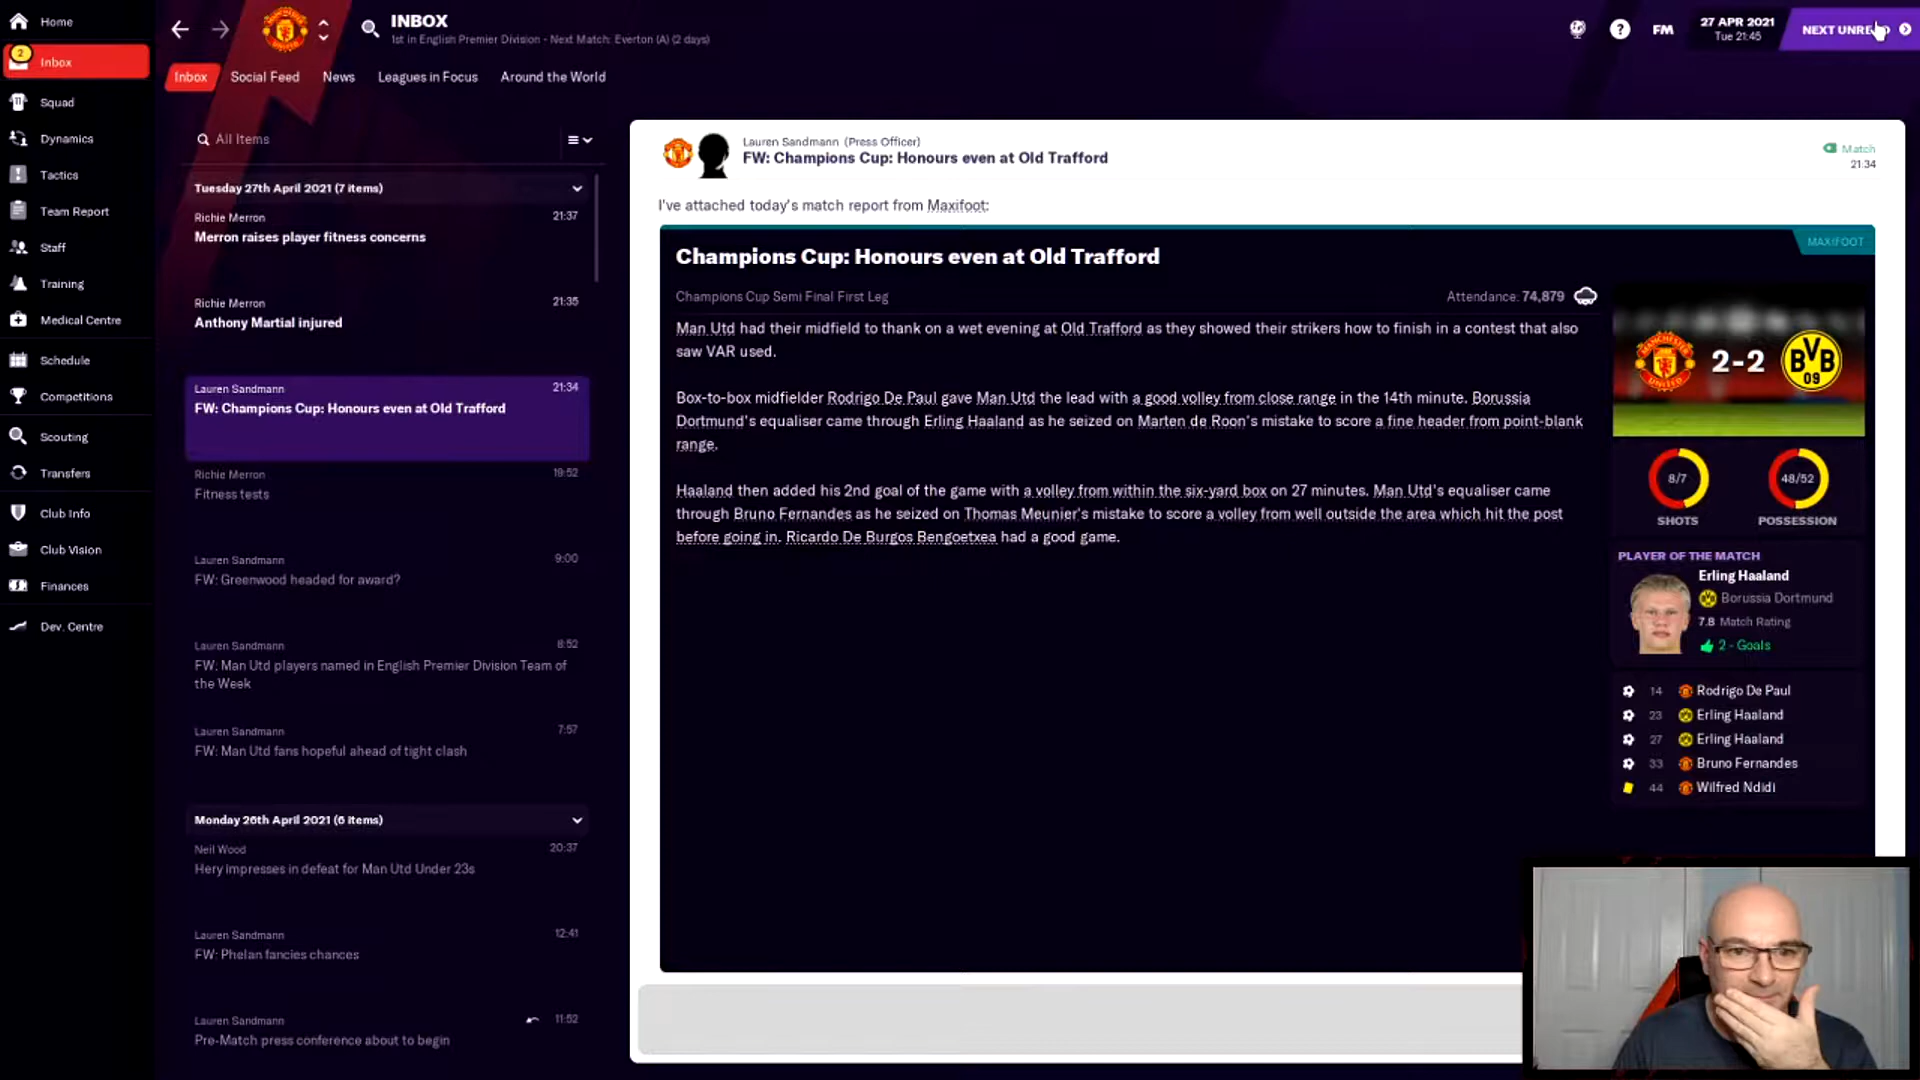 Home
INBOX
1st in English Premier Division - Next Match: Everton (A) (2 days)
FM
27 APR 2021
Tue 21:45
NEXT UNRE
2
Inbox
Inbox
Social Feed
News
Leagues in Focus
Around the World
Squad
Dynamics
Tactics
Team Report
Staff
Training
Medical Centre
Schedule
Competitions
Scouting
Transfers
Club Info
Club Vision
Finances
Dev. Centre
All Items
Tuesday 27th April 2021 (7 items)
Richie Merron
21:37
Merron raises player fitness concerns
Richie Merron
21:35
Anthony Martial injured
Lauren Sandmann
21:34
FW: Champions Cup: Honours even at Old Trafford
Richie Merron
19:52
Fitness tests
Lauren Sandmann
9:00
FW: Greenwood headed for award?
Lauren Sandmann
8:52
FW: Man Utd players named in English Premier Division Team of
the Week
Lauren Sandmann
7:57
FW: Man Utd fans hopeful ahead of tight clash
Monday 26th April 2021 (6 items)
Neil Wood
20:37
Hery impresses in defeat for Man Utd Under 23s
Lauren Sandmann
12:41
FW: Phelan fancies chances
Lauren Sandmann
11:52
Pre-Match press conference about to begin
Lauren Sandmann (Press Officer)
FW: Champions Cup: Honours even at Old Trafford
Match
21:34
I've attached today's match report from Maxifoot:
MAXIFOOT
Champions Cup: Honours even at Old Trafford
Champions Cup Semi Final First Leg
Attendance: 74,879
Man Utd had their midfield to thank on a wet evening at Old Trafford as they showed their strikers how to finish in a contest that also
saw VAR used.
Box-to-box midfielder Rodrigo De Paul gave Man Utd the lead with a good volley from close range in the 14th minute. Borussia
Dortmund's equaliser came through Erling Haaland as he seized on Marten de Roon's mistake to score a fine header from point-blank
range.
Haaland then added his 2nd goal of the game with a volley from within the six-yard box on 27 minutes. Man Utd's equaliser came
through Bruno Fernandes as he seized on Thomas Meunier's mistake to score a volley from well outside the area which hit the post
before going in. Ricardo De Burgos Bengoetxea had a good game.
MANCHESTER
UNITED
2-2
BVB
09
8/7
SHOTS
48/52
POSSESSION
PLAYER OF THE MATCH
Erling Haaland
Borussia Dortmund
7.8 Match Rating
2 - Goals
14 Rodrigo De Paul
23 Erling Haaland
27 Erling Haaland
33 Bruno Fernandes
44 Wilfred Ndidi